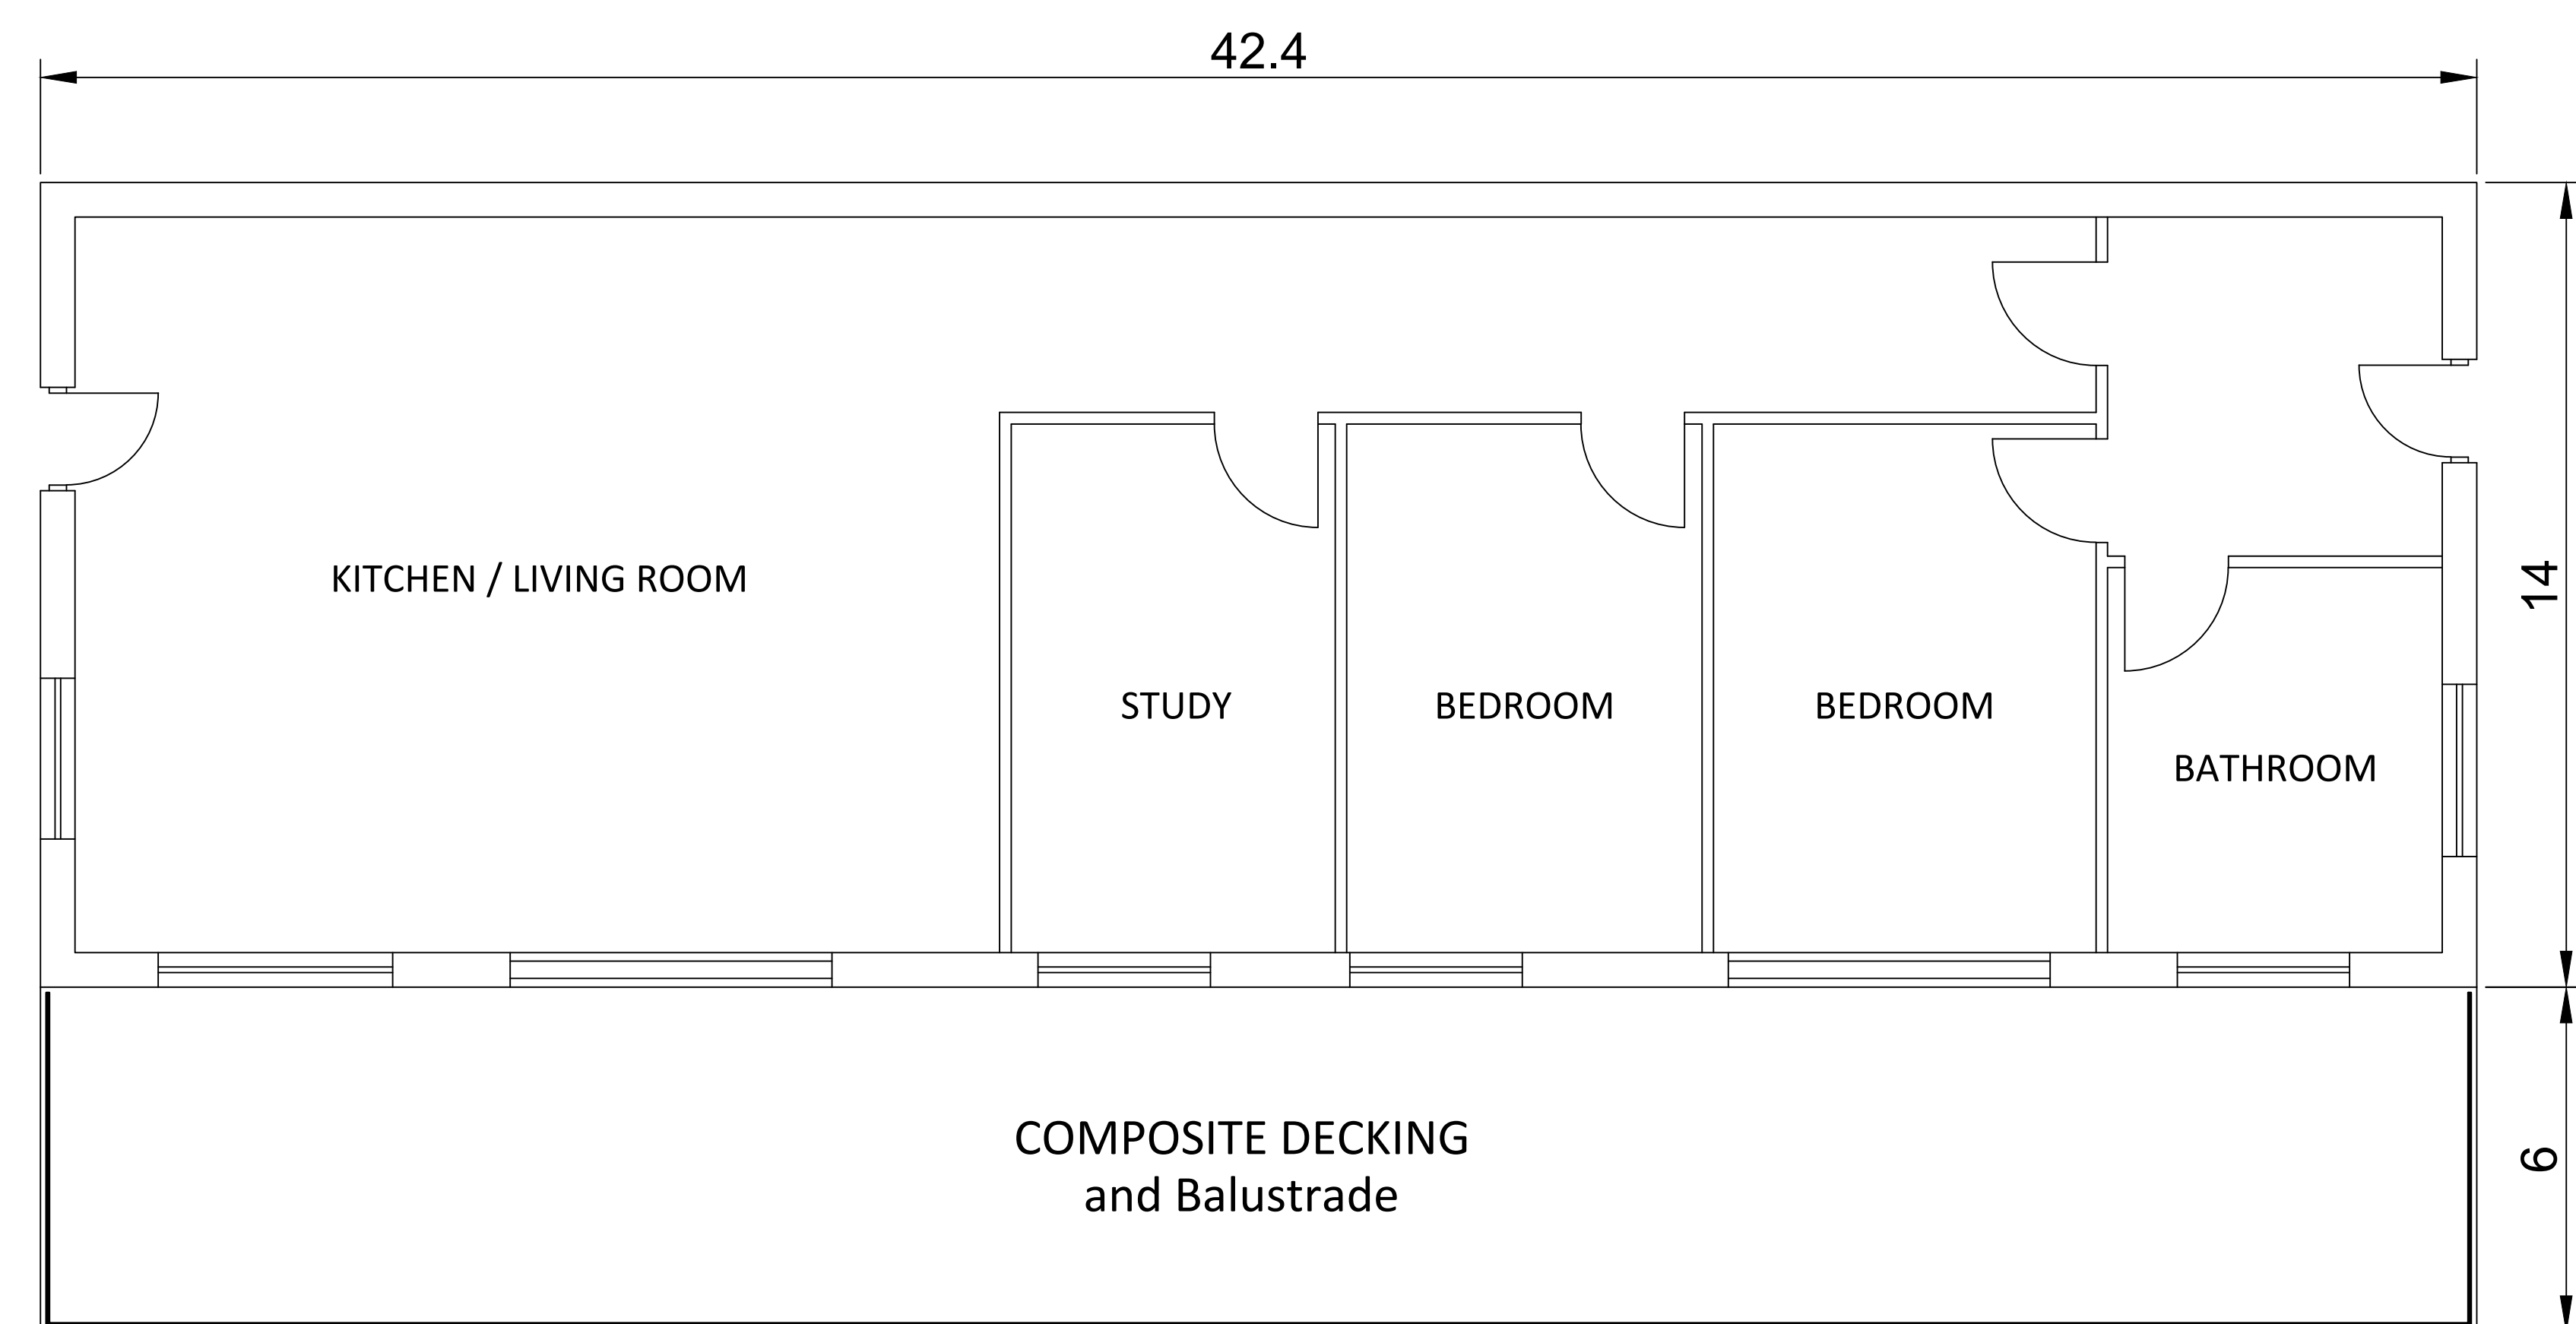 42.4
KITCHEN / LIVING ROOM
STUDY
BEDROOM
BEDROOM
BATHROOM
14
COMPOSITE DECKING
and Balustrade
6